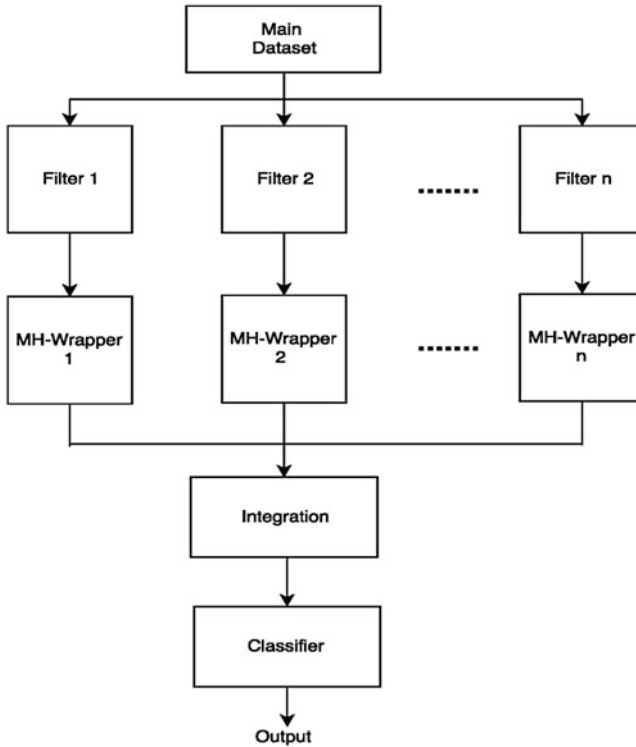 Main
Dataset
Filter 1
Filter 2
Filter n
MH-Wrapper
1
MH-Wrapper
2
MH-Wrapper
n
Integration
Classifier
Output